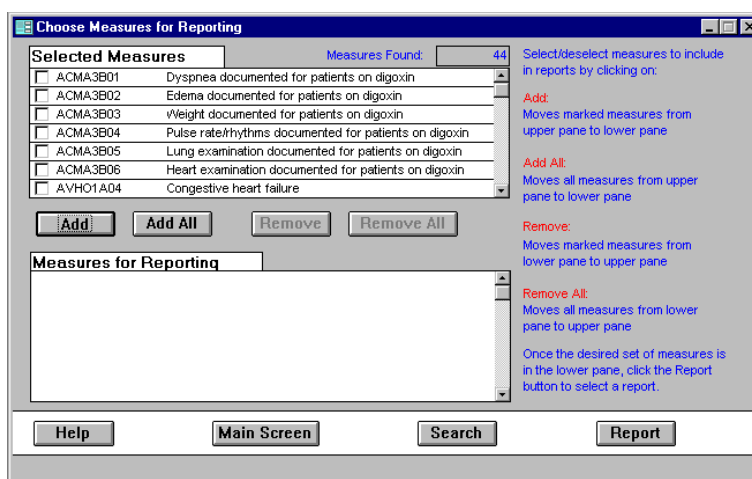 Choose Measures for Reporting
Selected Measures
Measures Found: 44
ACMA3B01 Dyspnea documented for patients on digoxin
ACMA3B02 Edema documented for patients on digoxin
ACMA3B03 Weight documented for patients on digoxin
ACMA3B04 Pulse rate/rhythms documented for patients on digoxin
ACMA3B05 Lung examination documented for patients on digoxin
ACMA3B06 Heart examination documented for patients on digoxin
AVHO1A04 Congestive heart failure
Add Add All Remove Remove All
Measures for Reporting
Select/deselect measures to include
in reports by clicking on:
Add:
Moves marked measures from
upper pane to lower pane
Add All:
Moves all measures from upper
pane to lower pane
Remove:
Moves marked measures from
lower pane to upper pane
Remove All:
Moves all measures from lower
pane to upper pane
Once the desired set of measures is
in the lower pane, click the Report
button to select a report.
Help Main Screen Search Report